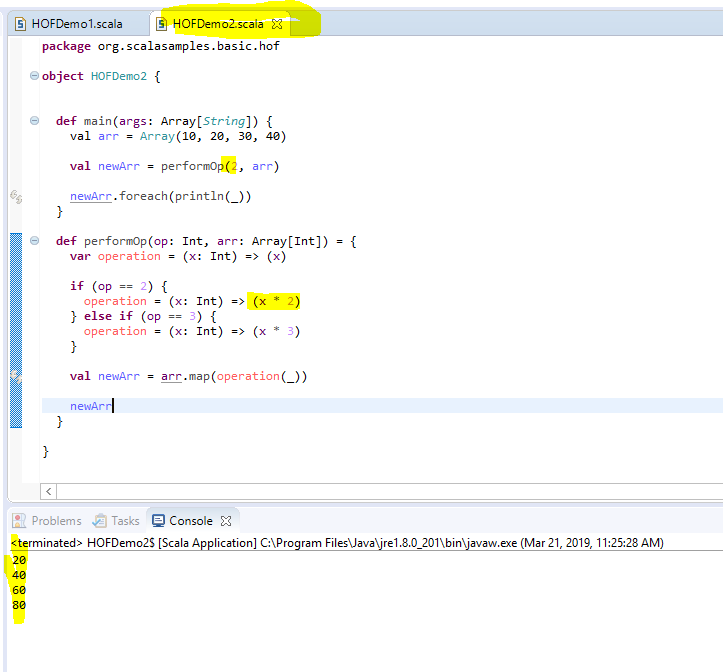 HOFDemo1.scala HOFDemo2.scala
package org.scalasamples.basic.hof
object HOFDemo2 {
def main(args: Array[String]) {
val arr = Array(10, 20, 30, 40)
val newArr = performOp(2, arr)
newArr.foreach(println(_))
}
def performOp(op: Int, arr: Array[Int]) = {
var operation = (x: Int) => (x)
if (op == 2) {
operation = (x: Int) => (x * 2)
} else if (op == 3) {
operation = (x: Int) => (x * 3)
}
val newArr = arr.map(operation(_))
newArr
}
}
Problems Tasks Console
<terminated> HOFDemo2$ [Scala Application] C:\Program Files\Java\jre1.8.0_201\bin\javaw.exe (Mar 21, 2019, 11:25:28 AM)
20
40
60
80